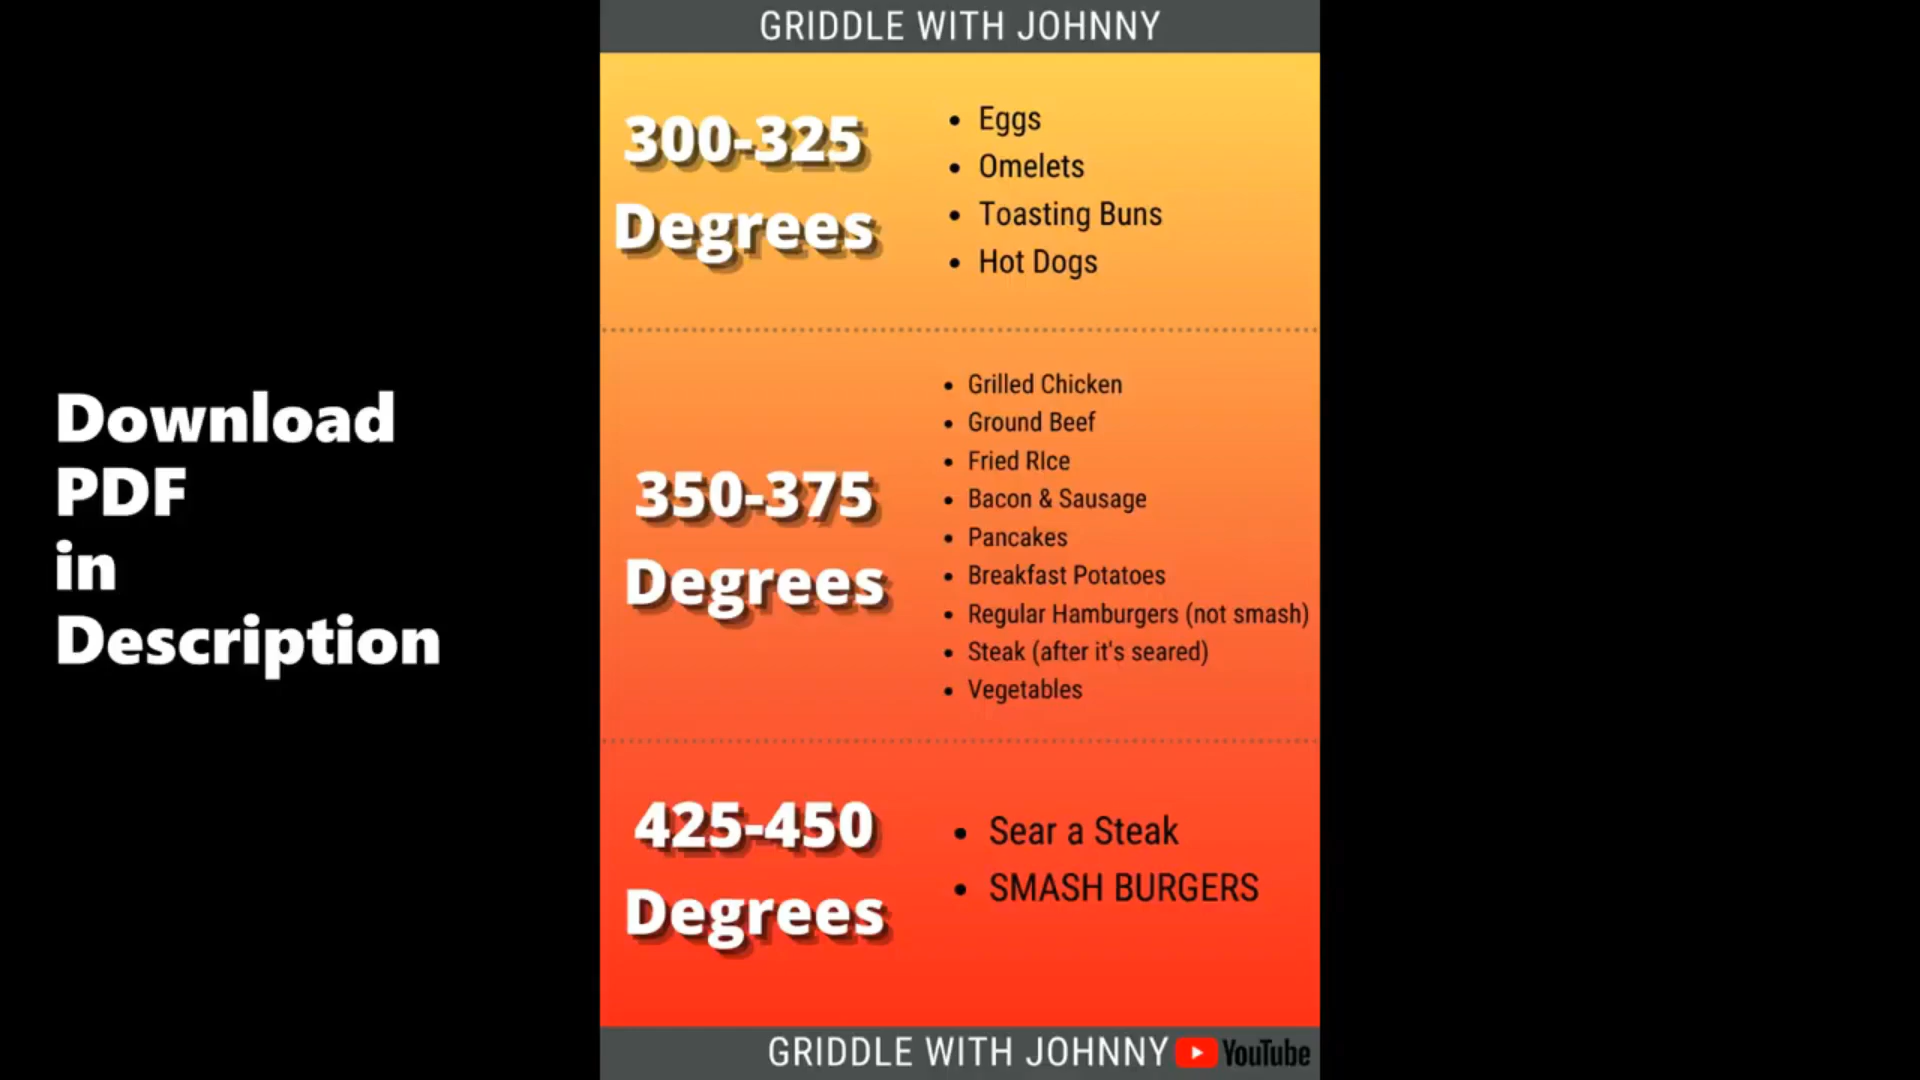 GRIDDLE WITH JOHNNY
300-325
Degrees
• Eggs
• Omelets
• Toasting Buns
• Hot Dogs
Download
PDF
in
Description
350-375
Degrees
• Grilled Chicken
• Ground Beef
• Fried RIce
• Bacon & Sausage
• Pancakes
• Breakfast Potatoes
• Regular Hamburgers (not smash)
• Steak (after it's seared)
• Vegetables
425-450
Degrees
• Sear a Steak
• SMASH BURGERS
GRIDDLE WITH JOHNNY YouTube